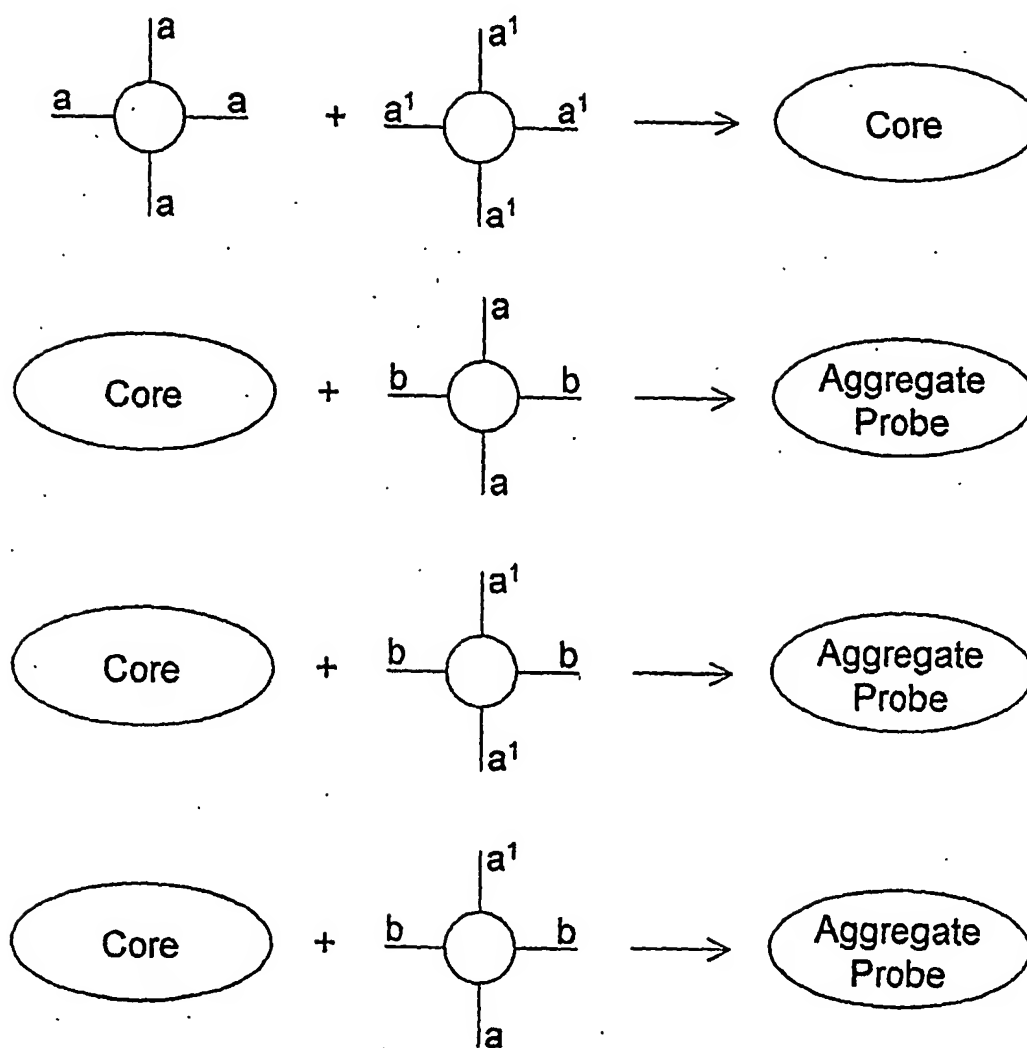 a
a a
a
+
a¹
a¹ a¹
a¹
Core
Core
+
a
b b
a
Aggregate
Probe
Core
+
a¹
b b
a¹
Aggregate
Probe
Core
+
a¹
b b
a
Aggregate
Probe